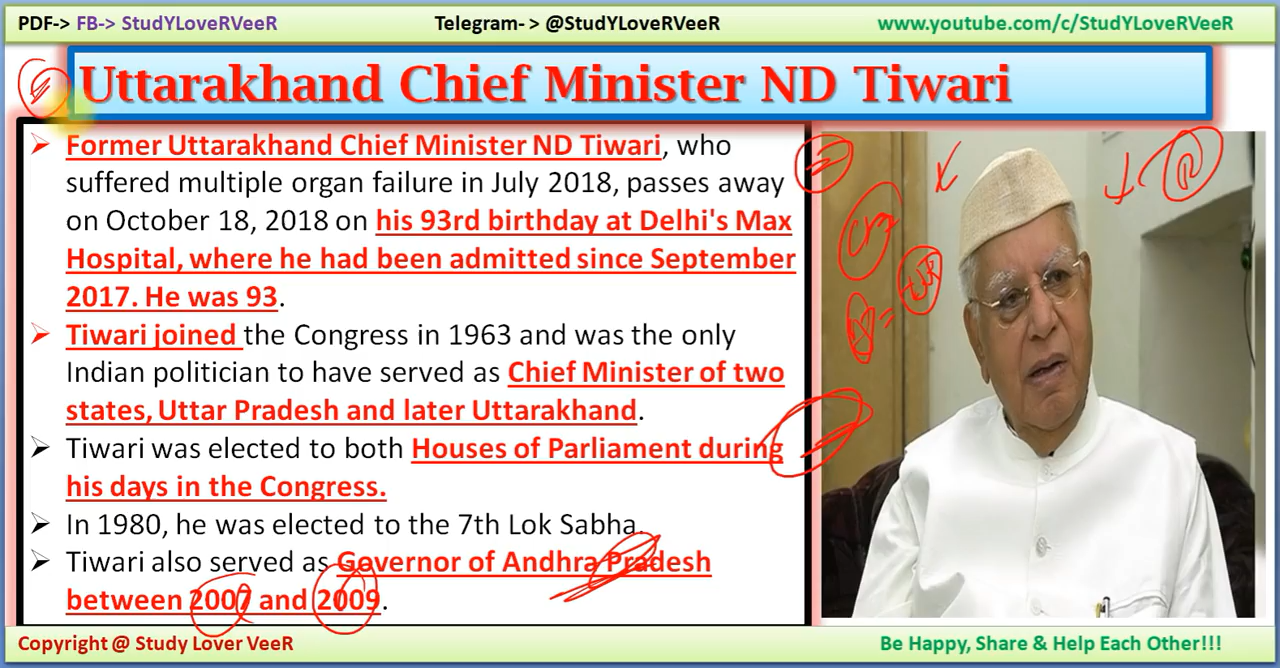 PDF-> FB-> StudYLoveRVeeR Telegram- > @StudYLoveRVeeR www.youtube.com/c/StudYLoveRVeeR
Uttarakhand Chief Minister ND Tiwari
➢ Former Uttarakhand Chief Minister ND Tiwari, who
suffered multiple organ failure in July 2018, passes away
on October 18, 2018 on his 93rd birthday at Delhi's Max
Hospital, where he had been admitted since September
2017. He was 93.
➢ Tiwari joined the Congress in 1963 and was the only
Indian politician to have served as Chief Minister of two
states, Uttar Pradesh and later Uttarakhand.
➢ Tiwari was elected to both Houses of Parliament during
his days in the Congress.
➢ In 1980, he was elected to the 7th Lok Sabha.
➢ Tiwari also served as Governor of Andhra Pradesh
between 2007 and 2009.
Copyright @ Study Lover VeeR Be Happy, Share & Help Each Other!!!